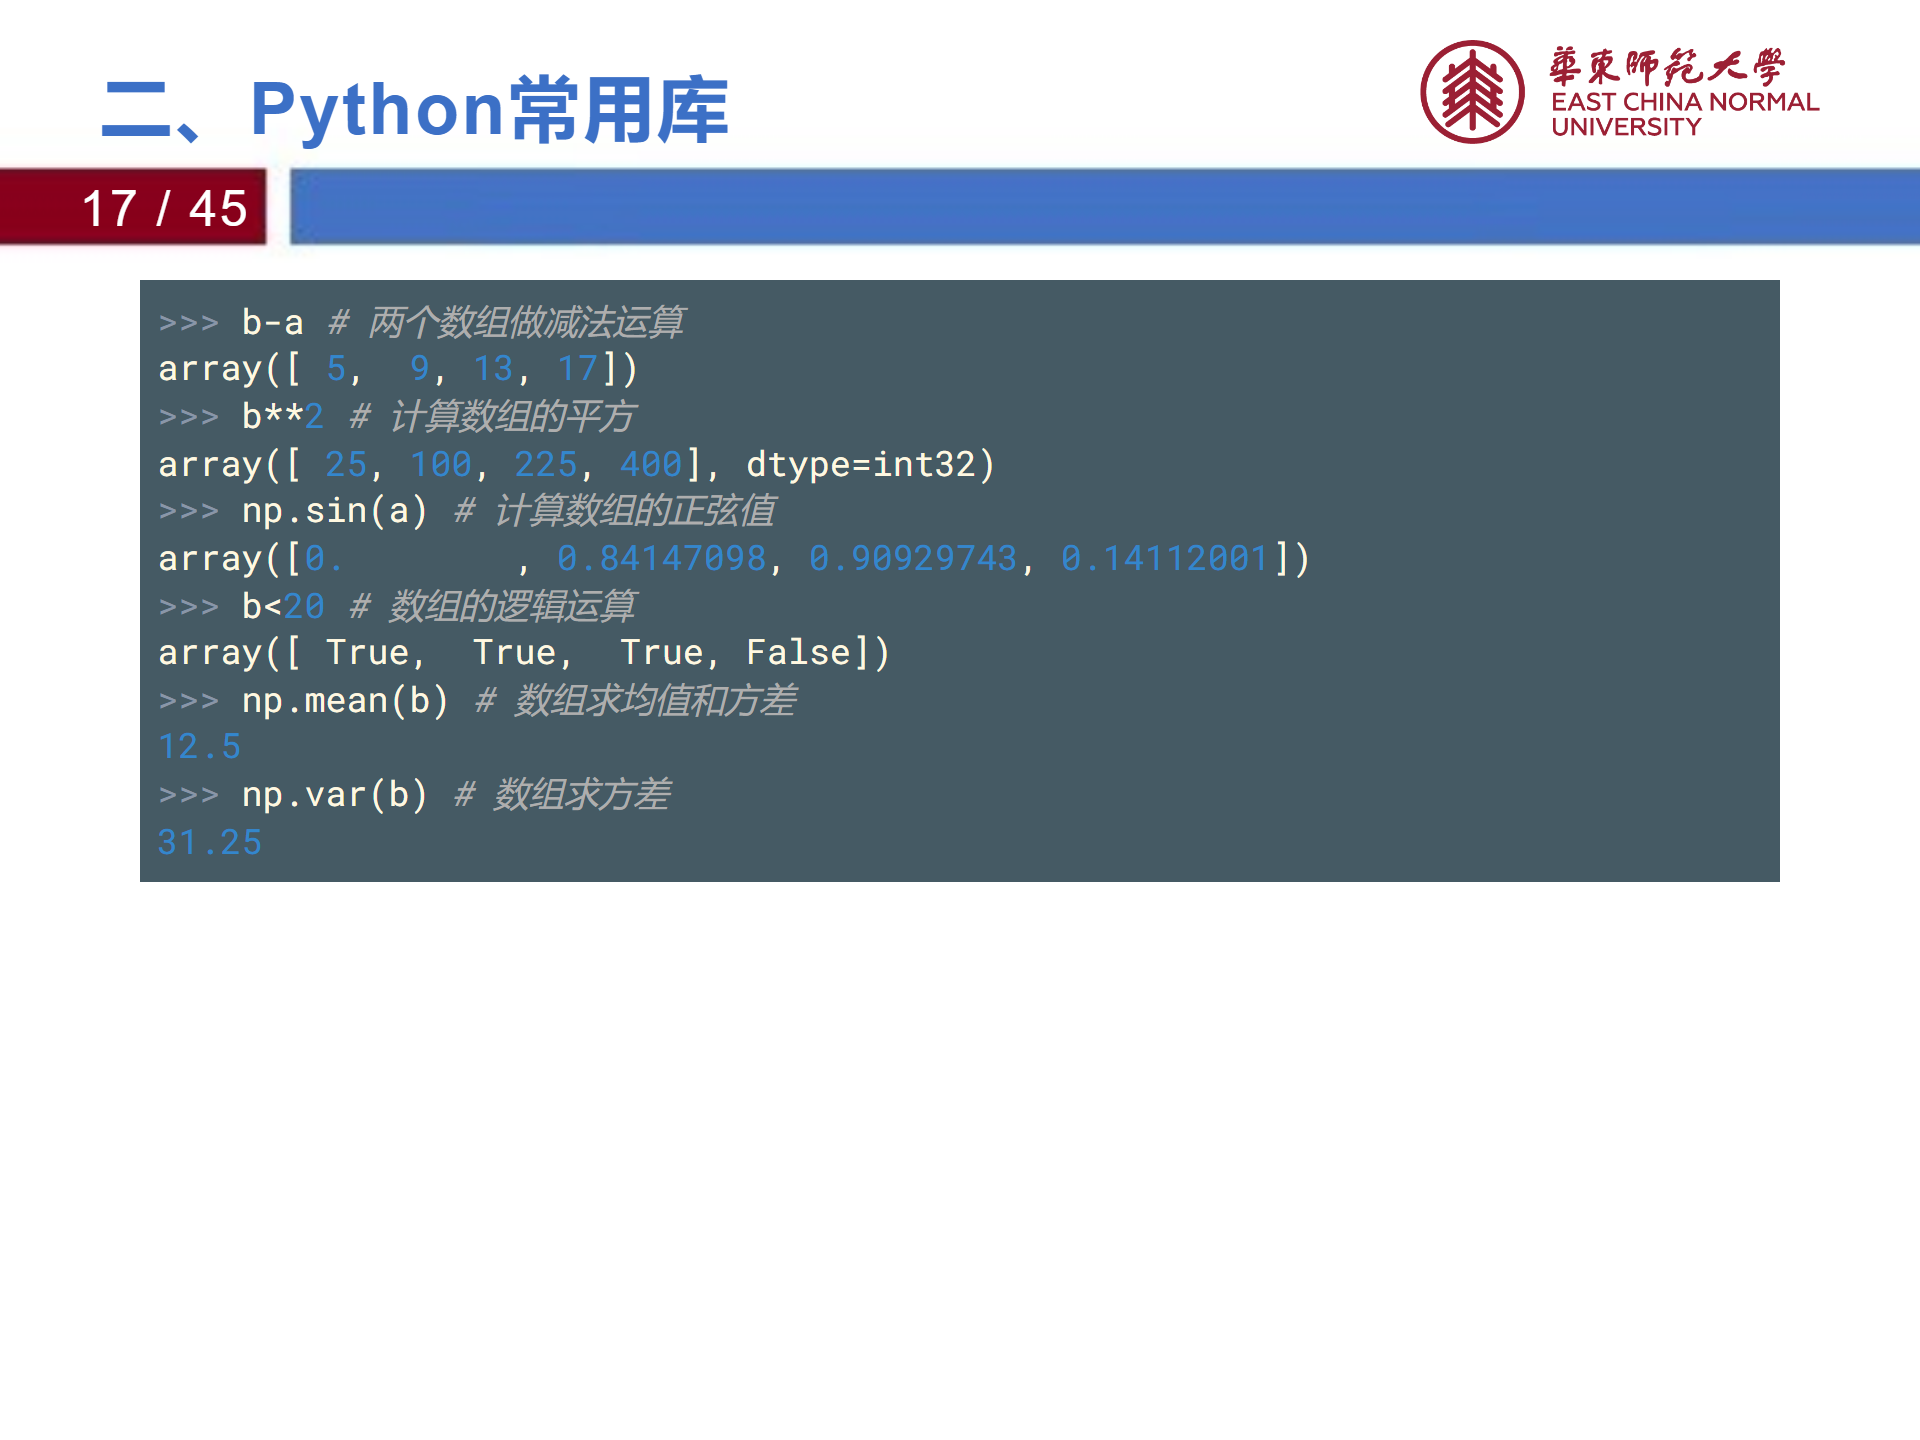 二、Python常用库
華東師範大學
EAST CHINA NORMAL
UNIVERSITY
17 / 45
>>> b-a # 两个数组做减法运算
array([ 5,  9, 13, 17])
>>> b**2 # 计算数组的平方
array([ 25, 100, 225, 400], dtype=int32)
>>> np.sin(a) # 计算数组的正弦值
array([0.        , 0.84147098, 0.90929743, 0.14112001])
>>> b<20 # 数组的逻辑运算
array([ True,  True,  True, False])
>>> np.mean(b) # 数组求均值和方差
12.5
>>> np.var(b) # 数组求方差
31.25